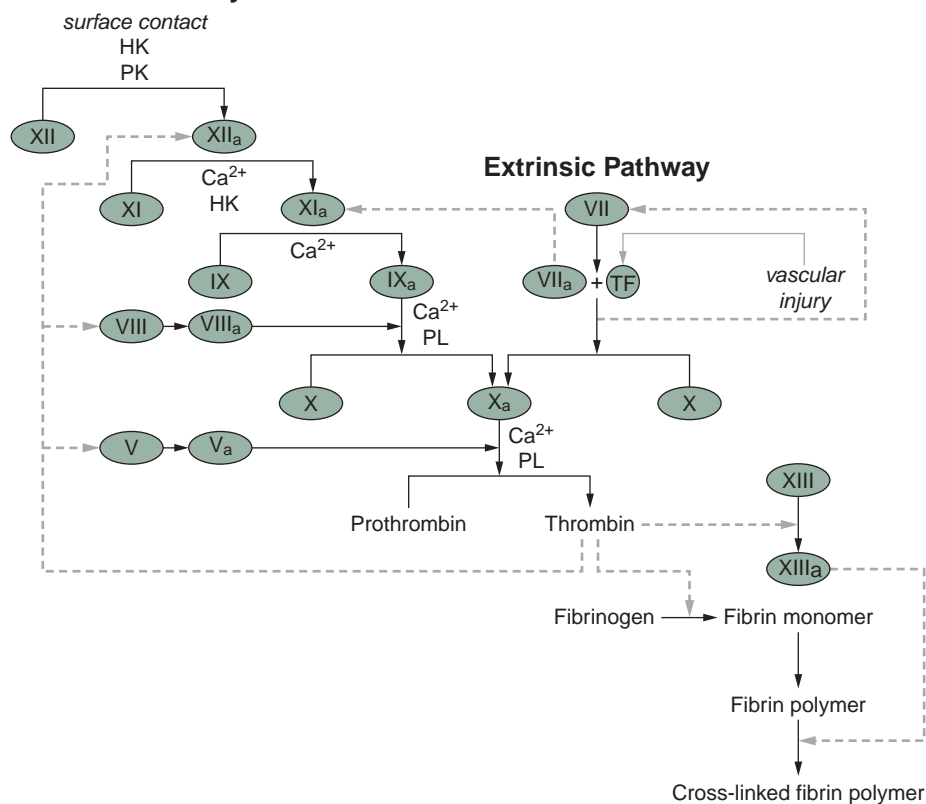 surface contact
HK
PK
XII
XIIa
Ca2+
HK
XI
XIa
Extrinsic Pathway
VII
Ca2+
IX
IXa
VIIa
+
TF
vascular
injury
VIII
VIIIa
Ca2+
PL
X
Xa
X
V
Va
Ca2+
PL
XIII
Prothrombin
Thrombin
XIIIa
Fibrinogen
Fibrin monomer
Fibrin polymer
Cross-linked fibrin polymer